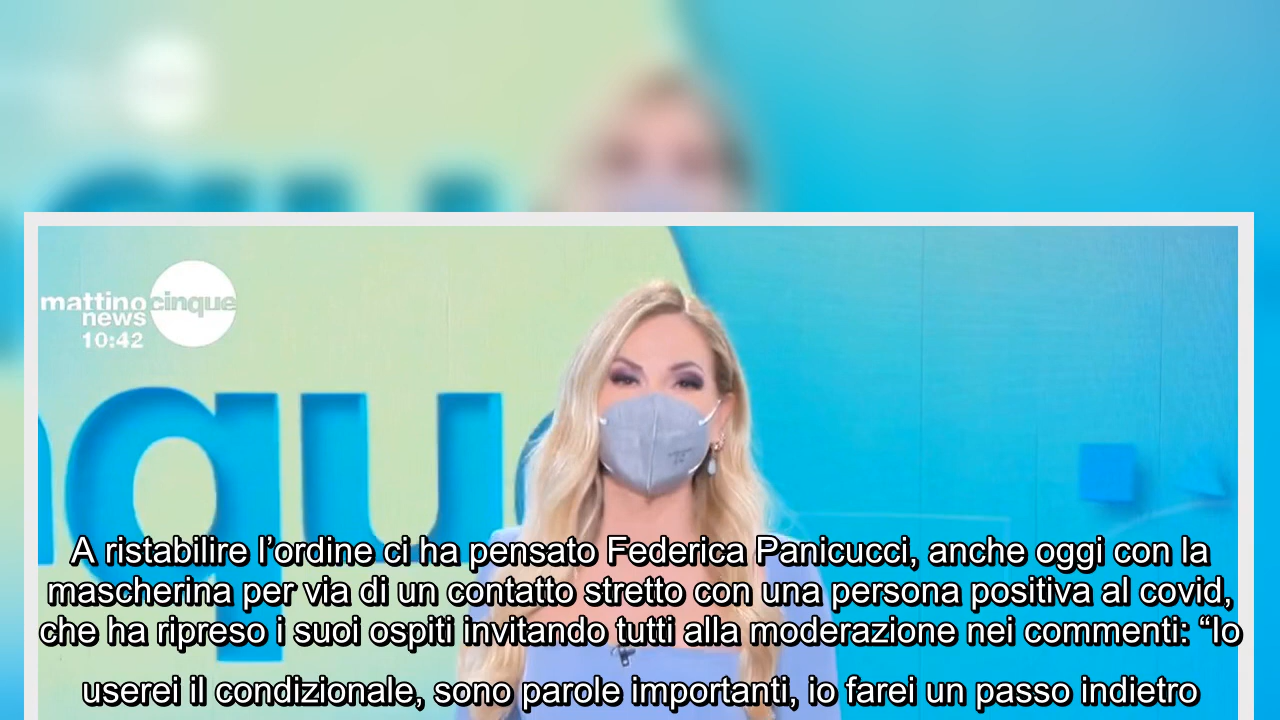 mattino cinque
news
10:42
nque
A ristabilire l’ordine ci ha pensato Federica Panicucci, anche oggi con la
mascherina per via di un contatto stretto con una persona positiva al covid,
che ha ripreso i suoi ospiti invitando tutti alla moderazione nei commenti: “Io
userei il condizionale, sono parole importanti, io farei un passo indietro